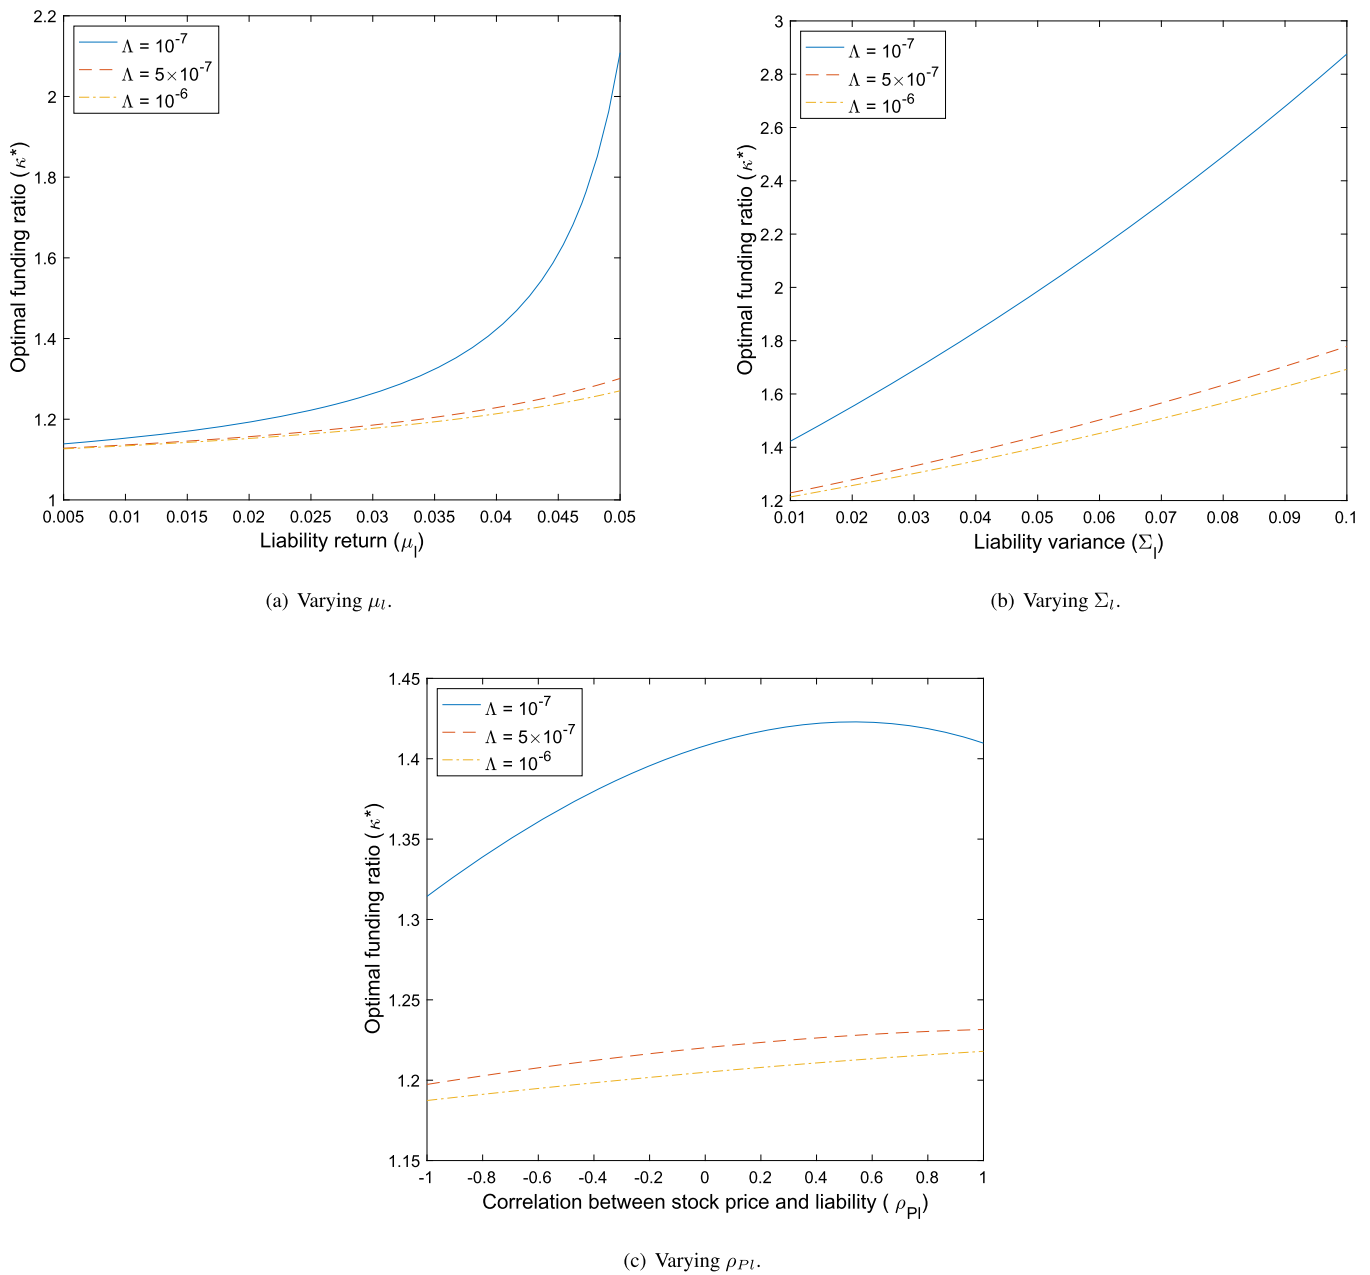 2.2
2
1.8
1.6
1.4
1.2
1
Optimal funding ratio (κ*)
Λ = 10⁻⁷
Λ = 5×10⁻⁷
Λ = 10⁻⁶
0.005 0.01 0.015 0.02 0.025 0.03 0.035 0.04 0.045 0.05
Liability return (μₗ)
(a) Varying μₗ.
3
2.8
2.6
2.4
2.2
2
1.8
1.6
1.4
1.2
Optimal funding ratio (κ*)
Λ = 10⁻⁷
Λ = 5×10⁻⁷
Λ = 10⁻⁶
0.01 0.02 0.03 0.04 0.05 0.06 0.07 0.08 0.09 0.1
Liability variance (Σₗ)
(b) Varying Σₗ.
1.45
1.4
1.35
1.3
1.25
1.2
1.15
Optimal funding ratio (κ*)
Λ = 10⁻⁷
Λ = 5×10⁻⁷
Λ = 10⁻⁶
-1 -0.8 -0.6 -0.4 -0.2 0 0.2 0.4 0.6 0.8 1
Correlation between stock price and liability ( ρPl)
(c) Varying ρPl.